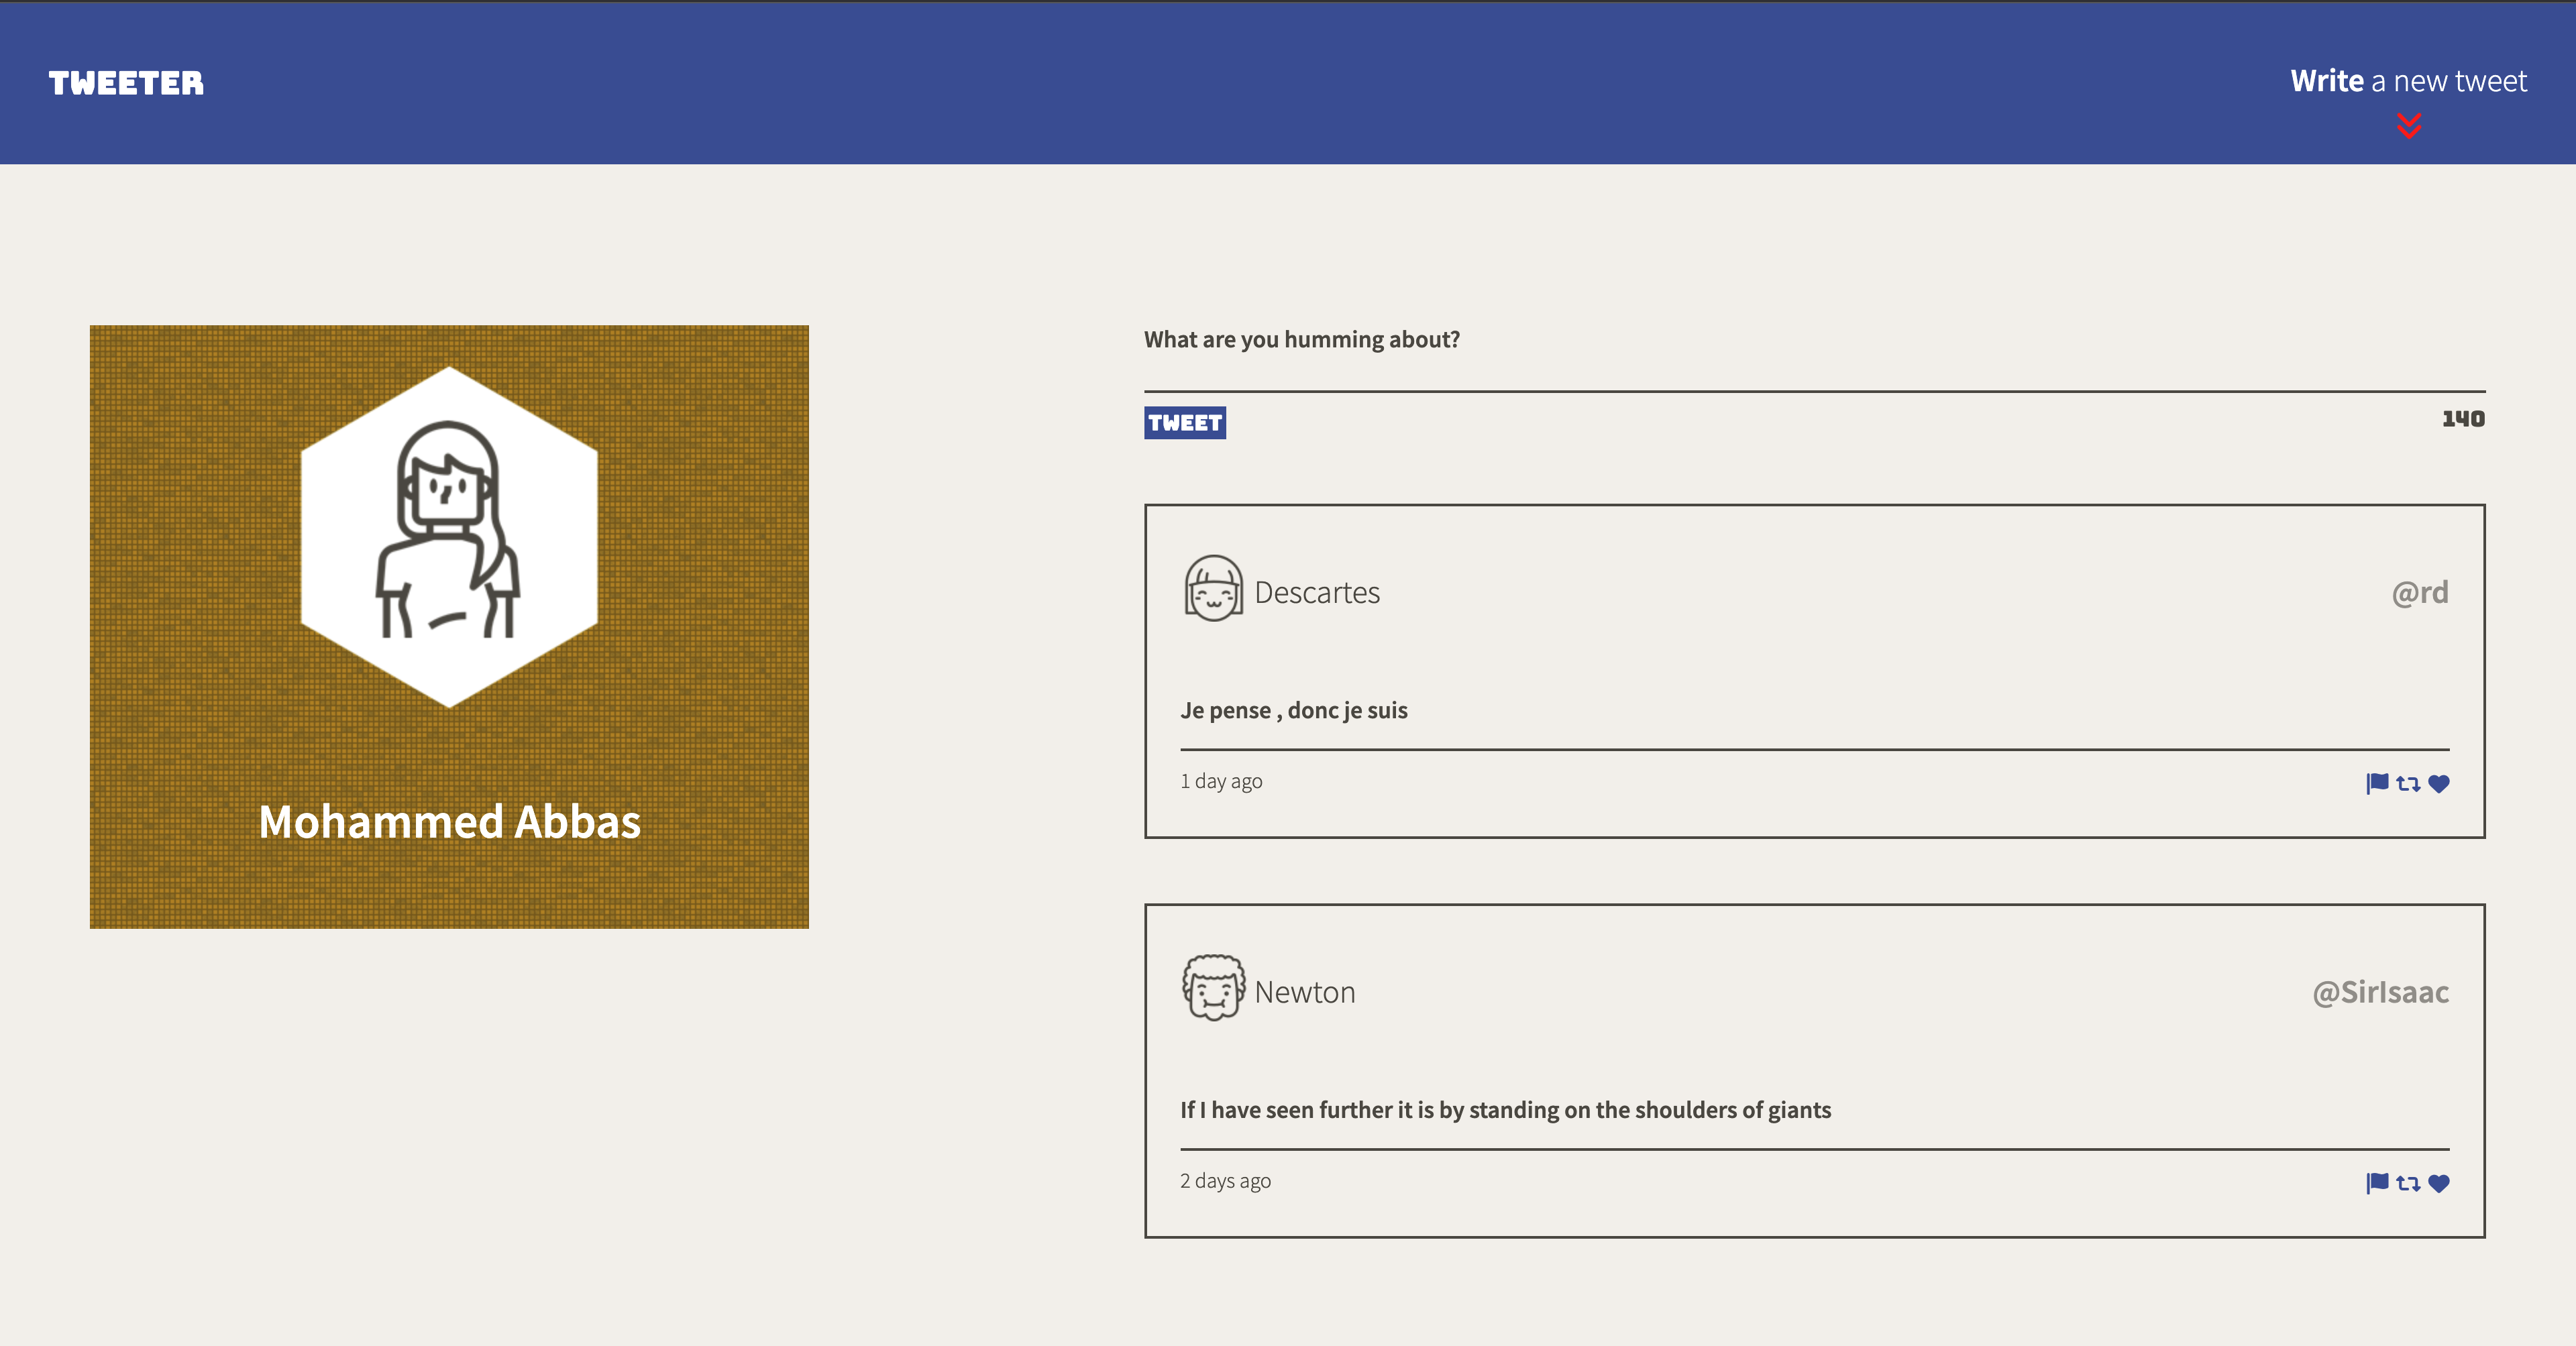 TWEETER
Write a new tweet
Mohammed Abbas
What are you humming about?
TWEET
140
Descartes
@rd
Je pense , donc je suis
1 day ago
Newton
@SirIsaac
If I have seen further it is by standing on the shoulders of giants
2 days ago